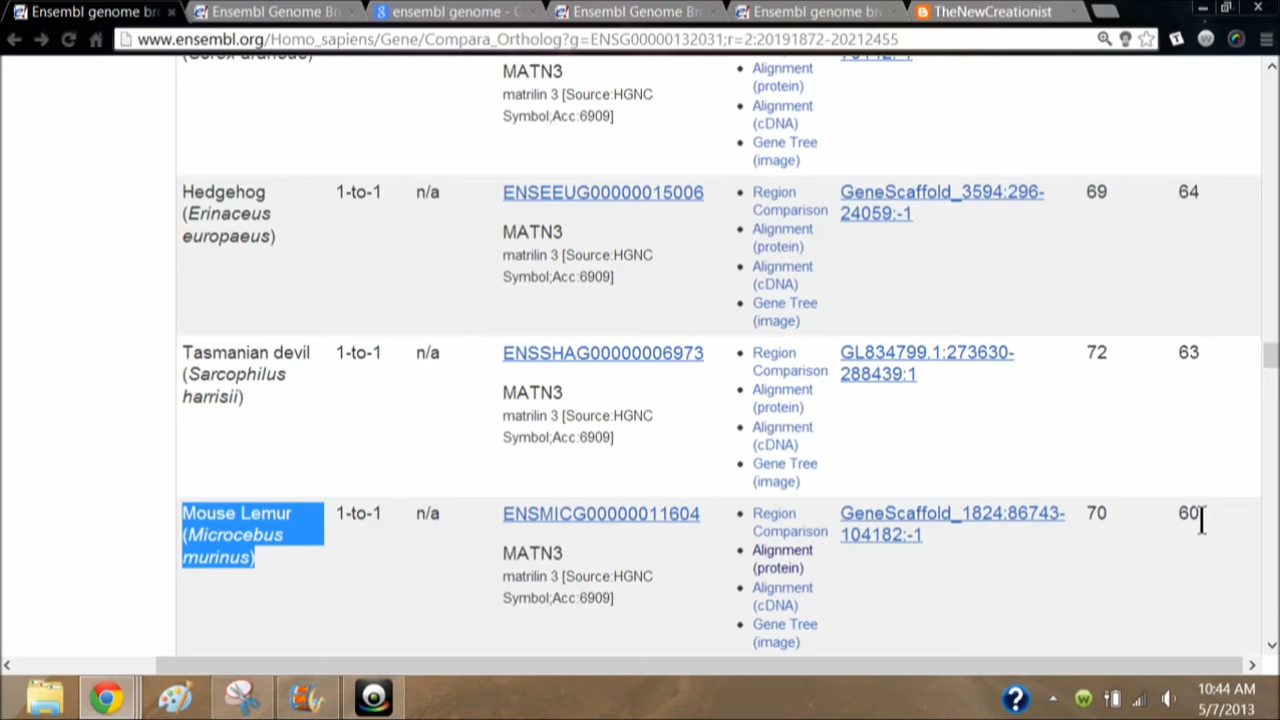 Ensembl genome bro
Ensembl Genome Br
ensembl genome - G
Ensembl Genome Br
Ensembl genome br
TheNewCreationist
www.ensembl.org/Homo_sapiens/Gene/Compara_Ortholog?g=ENSG00000132031;r=2:20191872-20212455
MATN3
matrilin 3 [Source:HGNC
Symbol;Acc:6909]
Alignment
(protein)
Alignment
(cDNA)
Gene Tree
(image)
Hedgehog
(Erinaceus
europaeus)
1-to-1
n/a
ENSEEUG00000015006
MATN3
matrilin 3 [Source:HGNC
Symbol;Acc:6909]
Region
Comparison
Alignment
(protein)
Alignment
(cDNA)
Gene Tree
(image)
GeneScaffold_3594:296-
24059:-1
69
64
Tasmanian devil
(Sarcophilus
harrisii)
1-to-1
n/a
ENSSHAG00000006973
MATN3
matrilin 3 [Source:HGNC
Symbol;Acc:6909]
Region
Comparison
Alignment
(protein)
Alignment
(cDNA)
Gene Tree
(image)
GL834799.1:273630-
288439:1
72
63
Mouse Lemur
(Microcebus
murinus)
1-to-1
n/a
ENSMICG00000011604
MATN3
matrilin 3 [Source:HGNC
Symbol;Acc:6909]
Region
Comparison
Alignment
(protein)
Alignment
(cDNA)
Gene Tree
(image)
GeneScaffold_1824:86743-
104182:-1
70
60
10:44 AM
5/7/2013